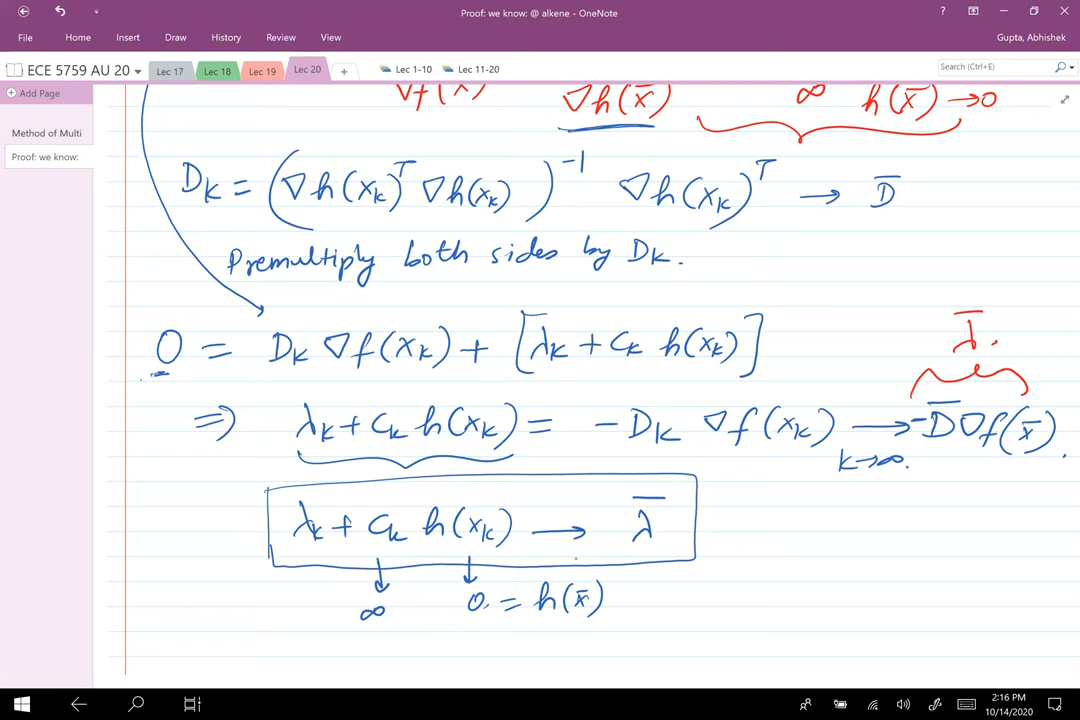 Proof: we know: @ alkene - OneNote
File Home Insert Draw History Review View
Gupta, Abhishek
ECE 5759 AU 20
Lec 17 Lec 18 Lec 19 Lec 20 + Lec 1-10 Lec 11-20
Search (Ctrl+E)
Add Page
Method of Multi
Proof: we know:
∇f(x̄) ∇h(x̄) ∞ h(x̄) → 0
D_K = (∇h(x_K)^T ∇h(x_K))^{-1} ∇h(x_K)^T → D̄
Premultiply both sides by D_K.
0 = D_K ∇f(x_K) + [λ_K + C_K h(x_K)]
λ̄.
⇒ λ_K + C_K h(x_K) = - D_K ∇f(x_K) → -D̄ ∇f(x̄).
K→∞.
λ_K + C_K h(x_K) → λ̄
∞ 0. = h(x̄)
2:16 PM
10/14/2020